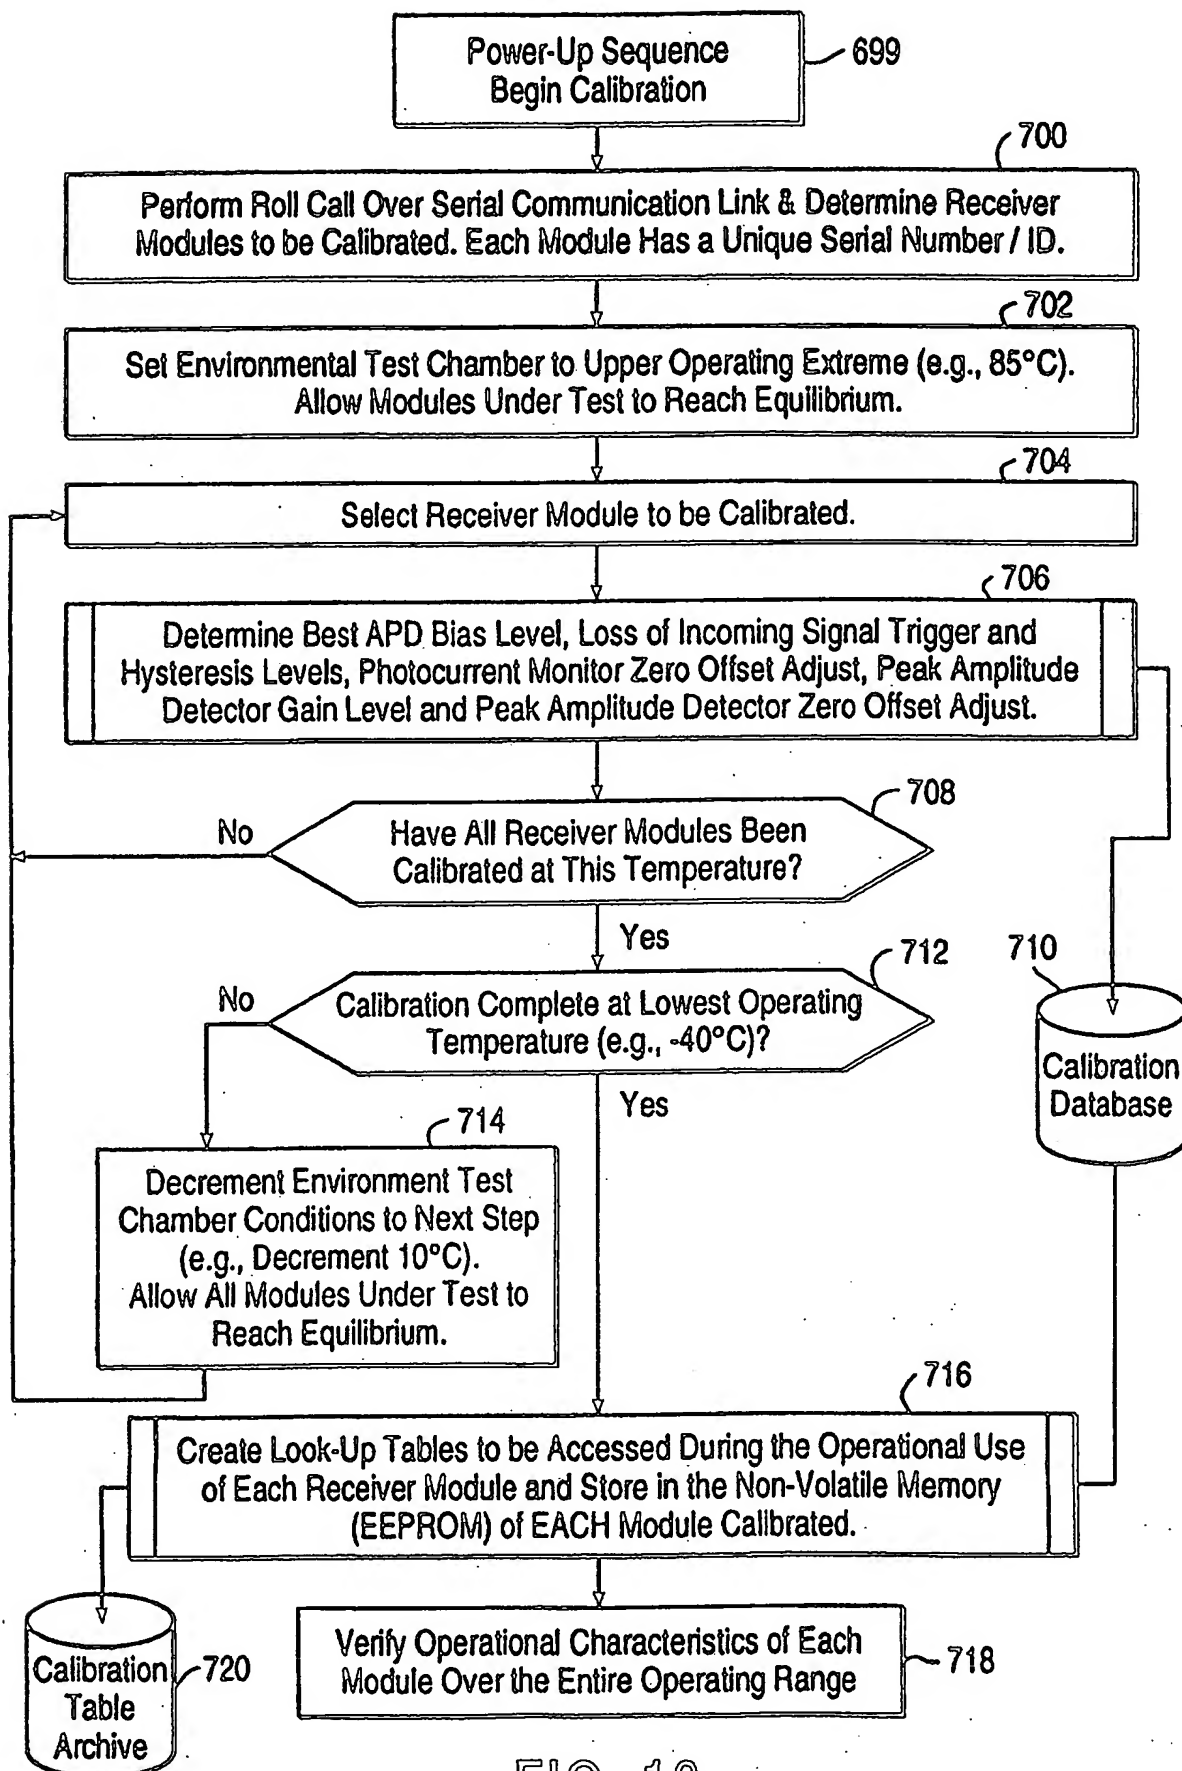 Power-Up Sequence
Begin Calibration
699
700
Perform Roll Call Over Serial Communication Link & Determine Receiver
Modules to be Calibrated. Each Module Has a Unique Serial Number / ID.
702
Set Environmental Test Chamber to Upper Operating Extreme (e.g., 85°C).
Allow Modules Under Test to Reach Equilibrium.
704
Select Receiver Module to be Calibrated.
706
Determine Best APD Bias Level, Loss of Incoming Signal Trigger and
Hysteresis Levels, Photocurrent Monitor Zero Offset Adjust, Peak Amplitude
Detector Gain Level and Peak Amplitude Detector Zero Offset Adjust.
708
No
Have All Receiver Modules Been
Calibrated at This Temperature?
Yes
712
710
No
Calibration Complete at Lowest Operating
Temperature (e.g., -40°C)?
Calibration
Database
Yes
714
Decrement Environment Test
Chamber Conditions to Next Step
(e.g., Decrement 10°C).
Allow All Modules Under Test to
Reach Equilibrium.
716
Create Look-Up Tables to be Accessed During the Operational Use
of Each Receiver Module and Store in the Non-Volatile Memory
(EEPROM) of EACH Module Calibrated.
Calibration
Table
Archive
720
Verify Operational Characteristics of Each
Module Over the Entire Operating Range
718